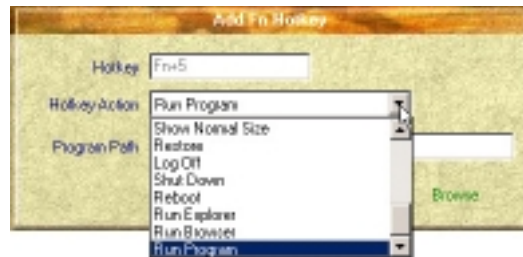 Add Fn Hotkey
Hotkey Fn+5
Hotkey Action Run Program
Show Normal Size
Program Path
Restore
Log Off
Shut Down
Reboot
Browse
Run Explorer
Run Browser
Run Program